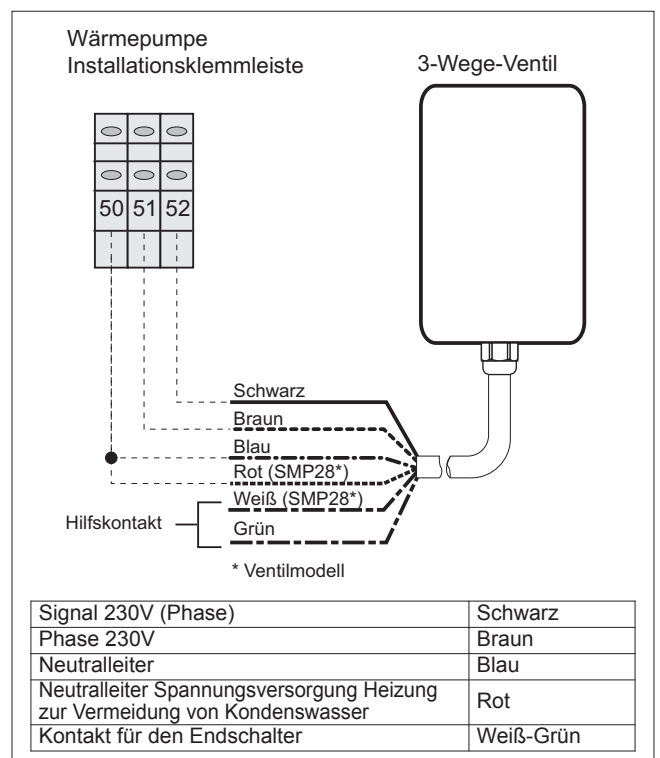 Wärmepumpe
Installationsklemmleiste
3-Wege-Ventil
50 51 52
Schwarz
Braun
Blau
Rot (SMP28*)
Weiß (SMP28*)
Hilfskontakt
Grün
* Ventilmodell
Signal 230V (Phase) Schwarz
Phase 230V Braun
Neutralleiter Blau
Neutralleiter Spannungsversorgung Heizung
zur Vermeidung von Kondenswasser Rot
Kontakt für den Endschalter Weiß-Grün